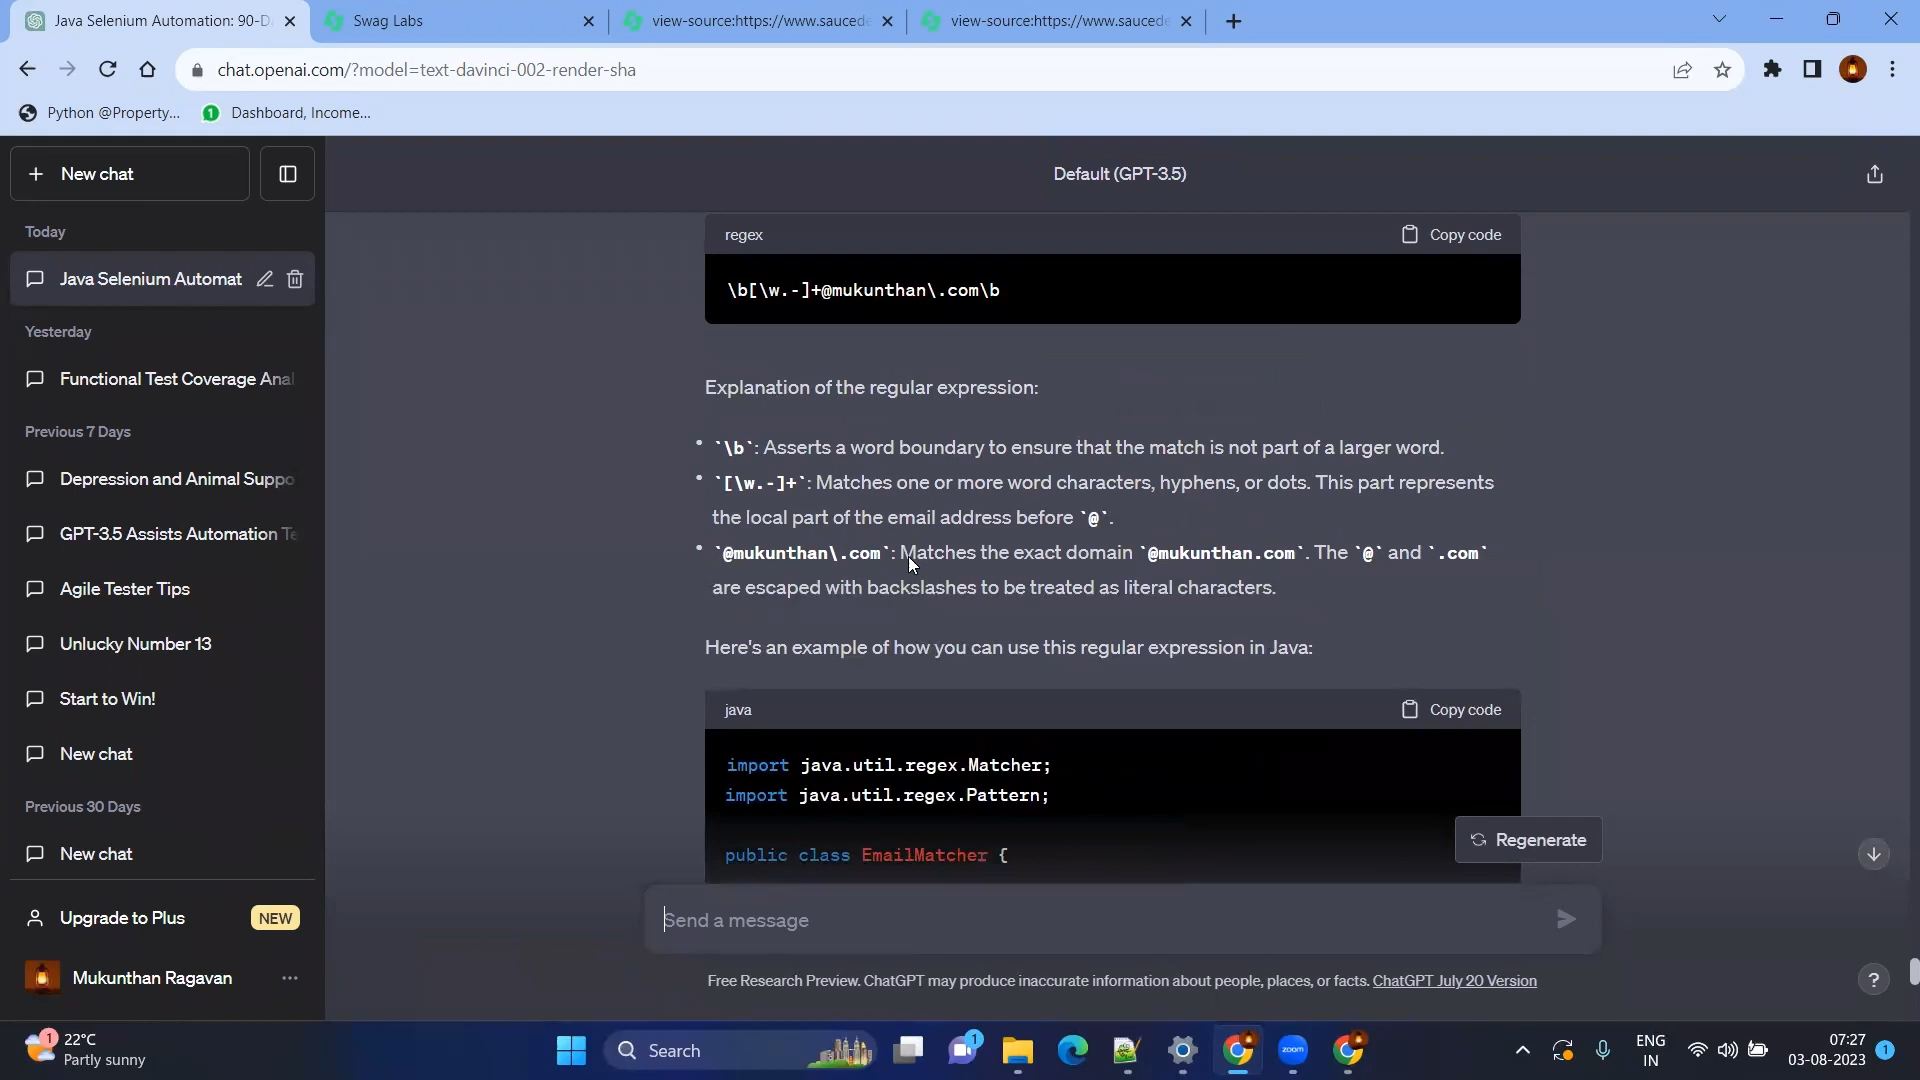 Java Selenium Automation: 90-D
Swag Labs
view-source:https://www.saucede
view-source:https://www.saucede
chat.openai.com/?model=text-davinci-002-render-sha
Python @Property...
1
Dashboard, Income...
New chat
Default (GPT-3.5)
Today
Java Selenium Automat
Yesterday
Functional Test Coverage Anal
Previous 7 Days
Depression and Animal Suppo
GPT-3.5 Assists Automation Te
Agile Tester Tips
Unlucky Number 13
Start to Win!
New chat
Previous 30 Days
New chat
Upgrade to Plus
NEW
Mukunthan Ragavan
regex
Copy code
\b[\w.-]+@mukunthan\.com\b
Explanation of the regular expression:
• `\b`: Asserts a word boundary to ensure that the match is not part of a larger word.
• `[\w.-]+`: Matches one or more word characters, hyphens, or dots. This part represents
the local part of the email address before `@`.
• `@mukunthan\.com`: Matches the exact domain `@mukunthan.com`. The `@` and `.com`
are escaped with backslashes to be treated as literal characters.
Here's an example of how you can use this regular expression in Java:
java
Copy code
import java.util.regex.Matcher;
import java.util.regex.Pattern;
public class EmailMatcher {
Regenerate
Send a message
Free Research Preview. ChatGPT may produce inaccurate information about people, places, or facts. ChatGPT July 20 Version
?
1
22°C
Partly sunny
Search
1
zoom
ENG
IN
07:27
03-08-2023
1